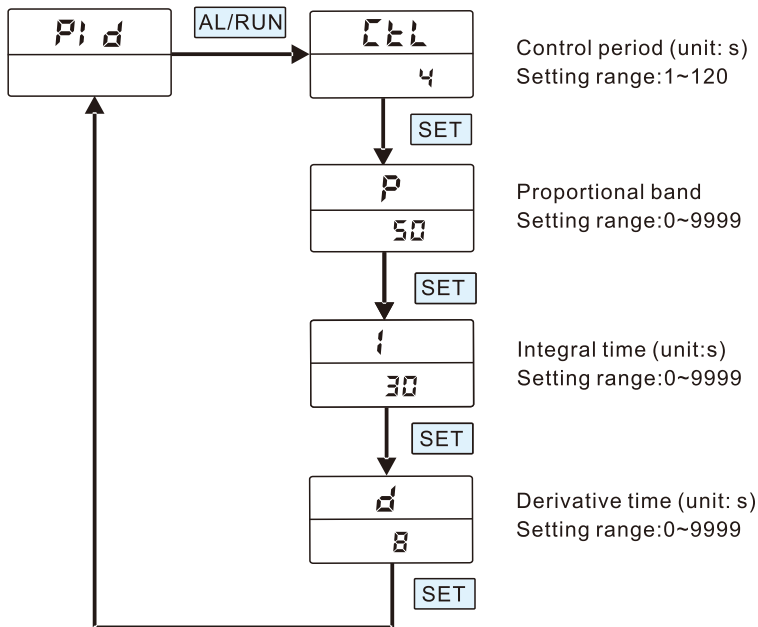 PId
AL/RUN
CtL
4
Control period (unit: s)
Setting range:1~120
SET
P
50
Proportional band
Setting range:0~9999
SET
I
30
Integral time (unit:s)
Setting range:0~9999
SET
d
8
Derivative time (unit: s)
Setting range:0~9999
SET